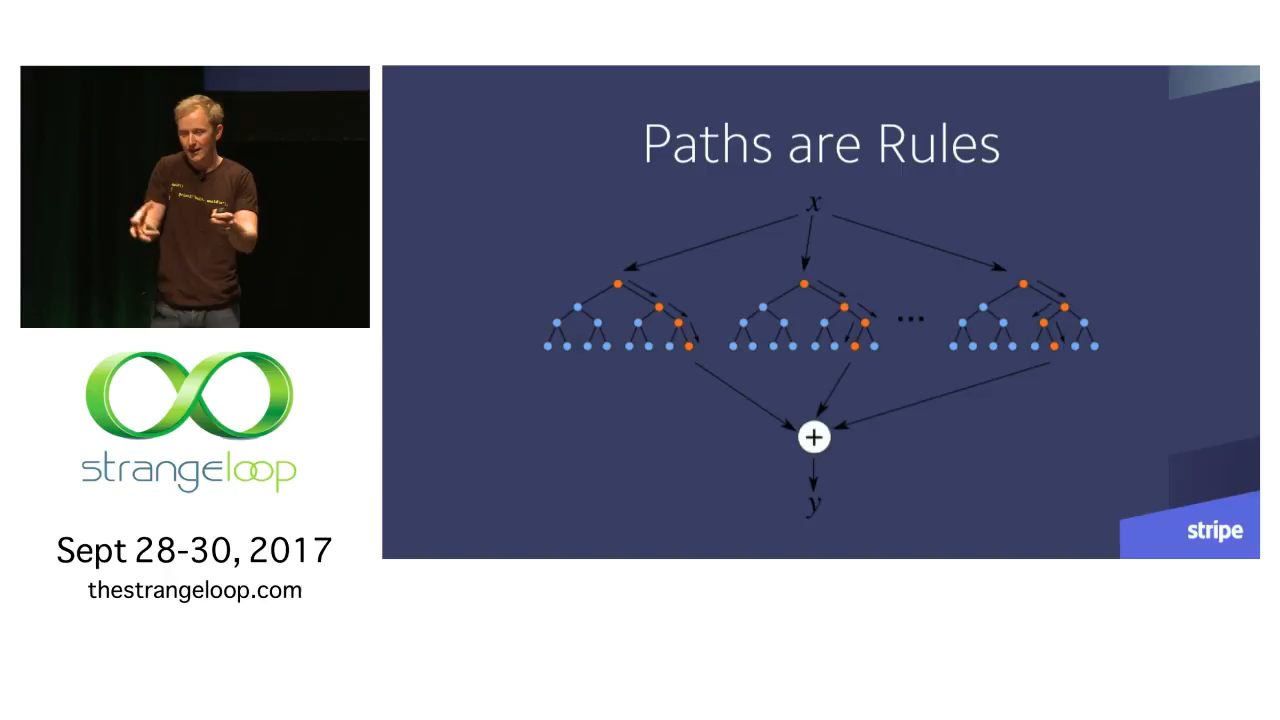 Paths are Rules
x
...
+
y
stripe
strangeloop
Sept 28-30, 2017
thestrangeloop.com